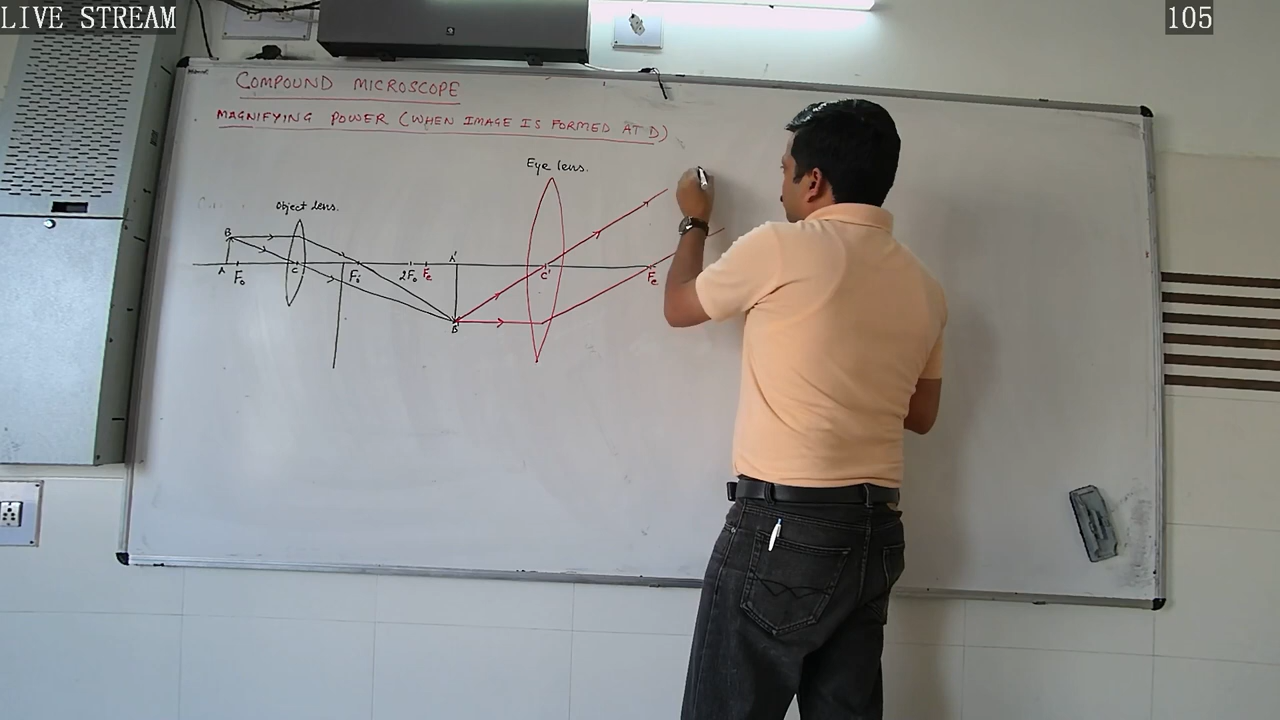 LIVE STREAM
105
COMPOUND MICROSCOPE
MAGNIFYING POWER (WHEN IMAGE IS FORMED AT D)
Eye lens.
Object lens.
B
A'
A F₀ C F₀ 2F₀ Fₑ C' Fₑ
B'